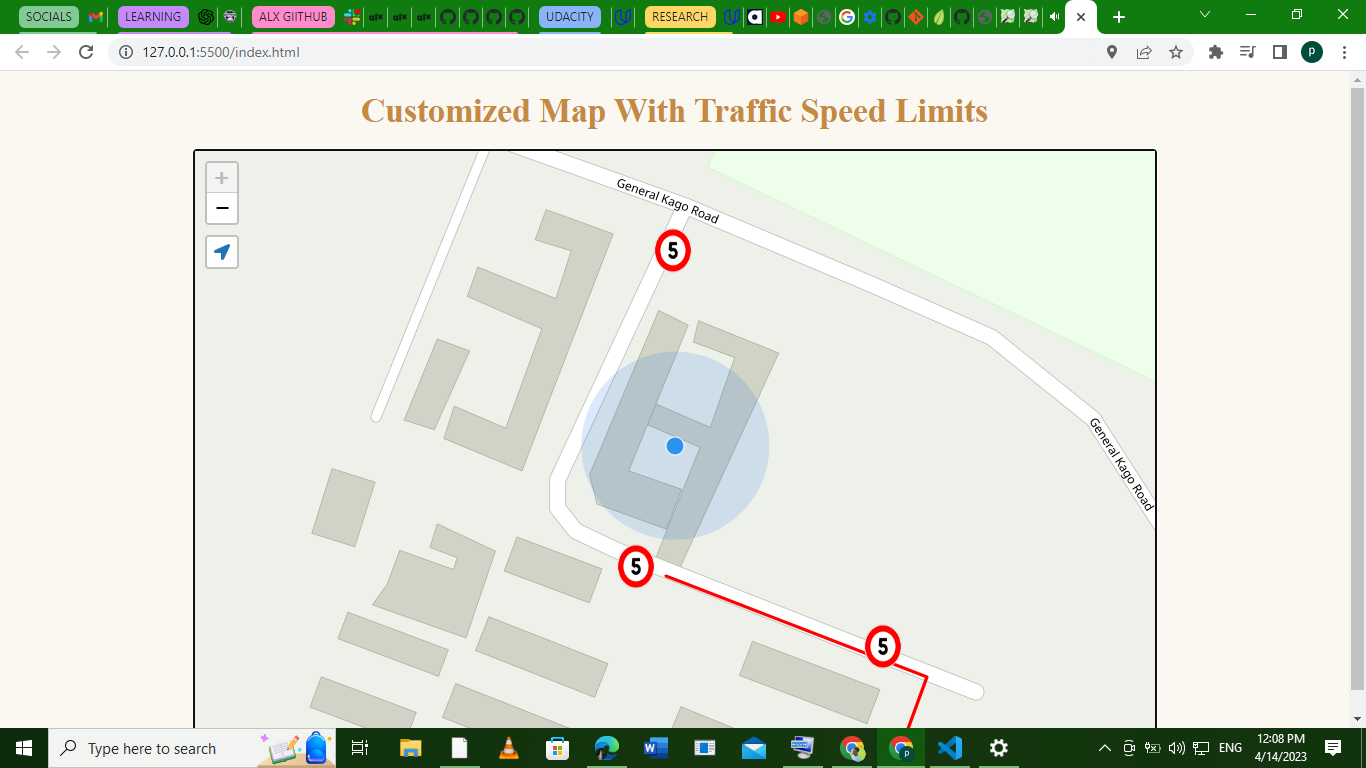 SOCIALS
LEARNING
ALX GIITHUB
UDACITY
RESEARCH
127.0.0.1:5500/index.html
P
Customized Map With Traffic Speed Limits
+
−
General Kago Road
5
General Kago Road
5
5
Type here to search
ENG
12:08 PM
4/14/2023